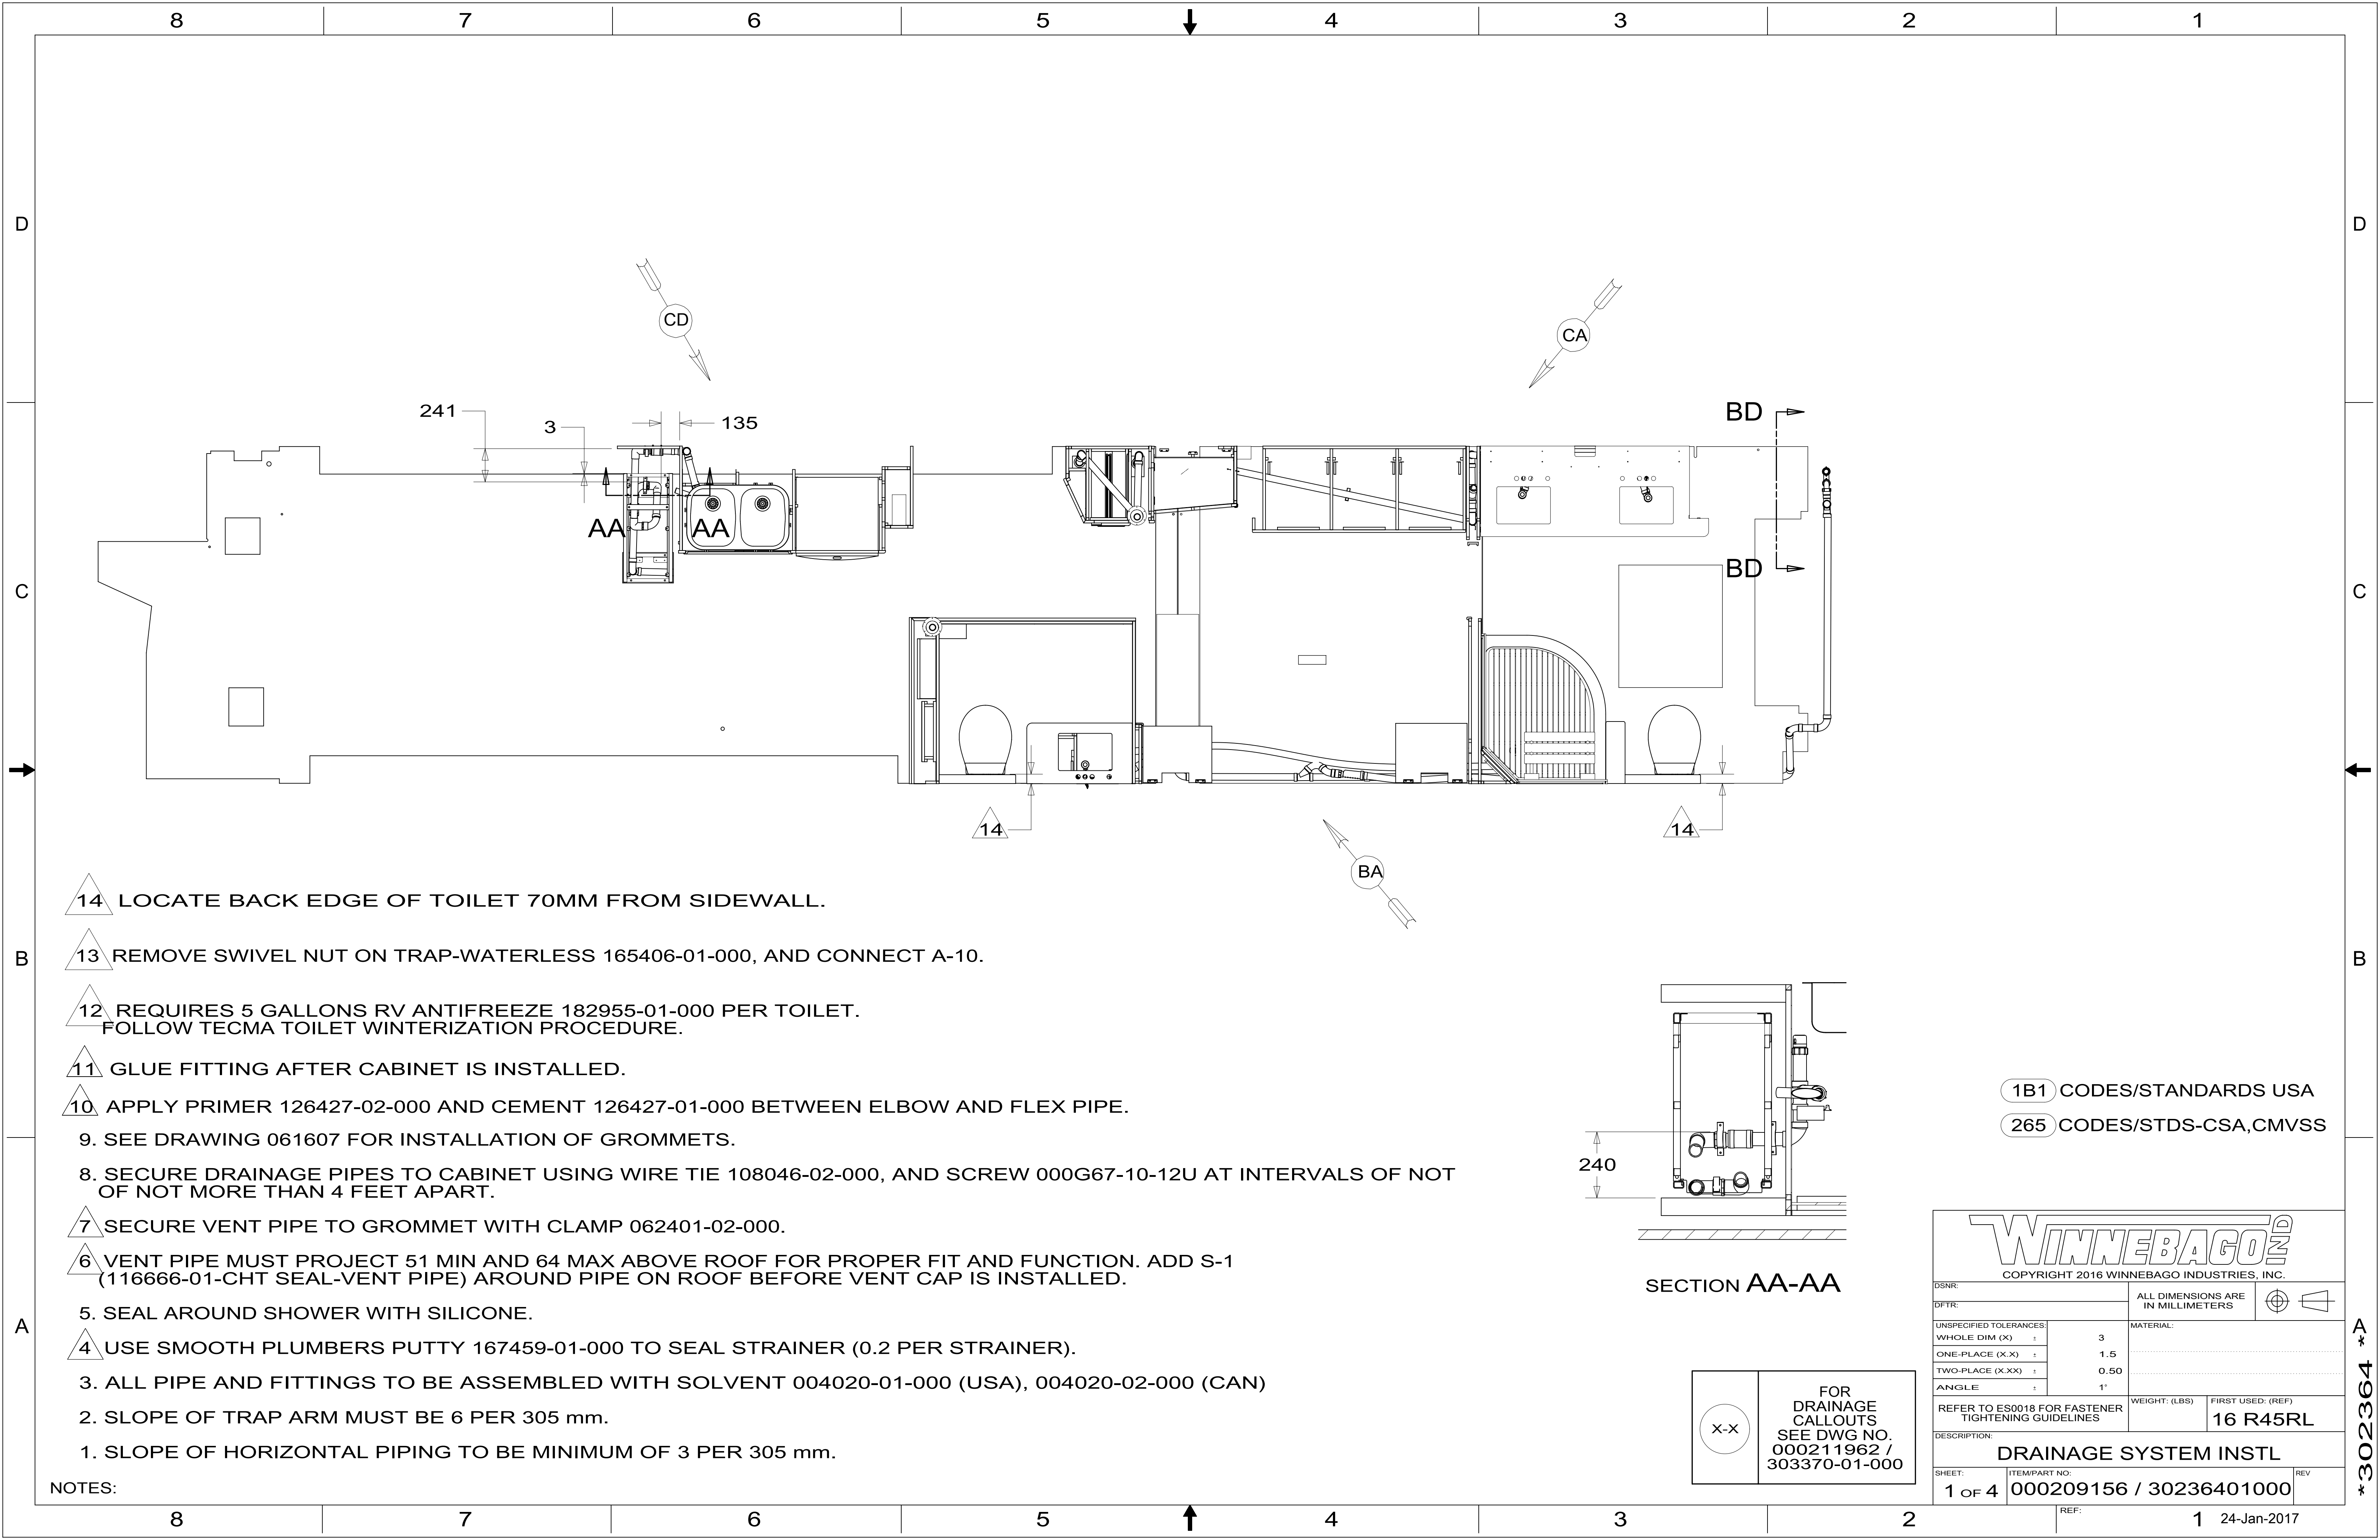 8 7 6 5 4 3 2 1
D D
CD
CA
241
3
135
BD
AA AA
C C
BD
14 14
BA
14 LOCATE BACK EDGE OF TOILET 70MM FROM SIDEWALL.
B B
13 REMOVE SWIVEL NUT ON TRAP-WATERLESS 165406-01-000, AND CONNECT A-10.
12 REQUIRES 5 GALLONS RV ANTIFREEZE 182955-01-000 PER TOILET.
FOLLOW TECMA TOILET WINTERIZATION PROCEDURE.
11 GLUE FITTING AFTER CABINET IS INSTALLED.
10 APPLY PRIMER 126427-02-000 AND CEMENT 126427-01-000 BETWEEN ELBOW AND FLEX PIPE.
9. SEE DRAWING 061607 FOR INSTALLATION OF GROMMETS.
8. SECURE DRAINAGE PIPES TO CABINET USING WIRE TIE 108046-02-000, AND SCREW 000G67-10-12U AT INTERVALS OF NOT
OF NOT MORE THAN 4 FEET APART.
7 SECURE VENT PIPE TO GROMMET WITH CLAMP 062401-02-000.
6 VENT PIPE MUST PROJECT 51 MIN AND 64 MAX ABOVE ROOF FOR PROPER FIT AND FUNCTION. ADD S-1
(116666-01-CHT SEAL-VENT PIPE) AROUND PIPE ON ROOF BEFORE VENT CAP IS INSTALLED.
5. SEAL AROUND SHOWER WITH SILICONE.
4 USE SMOOTH PLUMBERS PUTTY 167459-01-000 TO SEAL STRAINER (0.2 PER STRAINER).
3. ALL PIPE AND FITTINGS TO BE ASSEMBLED WITH SOLVENT 004020-01-000 (USA), 004020-02-000 (CAN)
2. SLOPE OF TRAP ARM MUST BE 6 PER 305 mm.
1. SLOPE OF HORIZONTAL PIPING TO BE MINIMUM OF 3 PER 305 mm.
NOTES:
240
SECTION AA-AA
1B1 CODES/STANDARDS USA
265 CODES/STDS-CSA,CMVSS
X-X
FOR
DRAINAGE
CALLOUTS
SEE DWG NO.
000211962 /
303370-01-000
WINNEBAGO IND
COPYRIGHT 2016 WINNEBAGO INDUSTRIES, INC.
DSNR:
DFTR:
ALL DIMENSIONS ARE
IN MILLIMETERS
UNSPECIFIED TOLERANCES:
WHOLE DIM (X) ± 3
ONE-PLACE (X.X) ± 1.5
TWO-PLACE (X.XX) ± 0.50
ANGLE ± 1°
MATERIAL:
REFER TO ES0018 FOR FASTENER
TIGHTENING GUIDELINES
WEIGHT: (LBS)
FIRST USED: (REF)
16 R45RL
DESCRIPTION:
DRAINAGE SYSTEM INSTL
SHEET:
1 OF 4
ITEM/PART NO:
000209156 / 30236401000
REV
REF:
A A
*302364*
8 7 6 5 4 3 2 1
24-Jan-2017